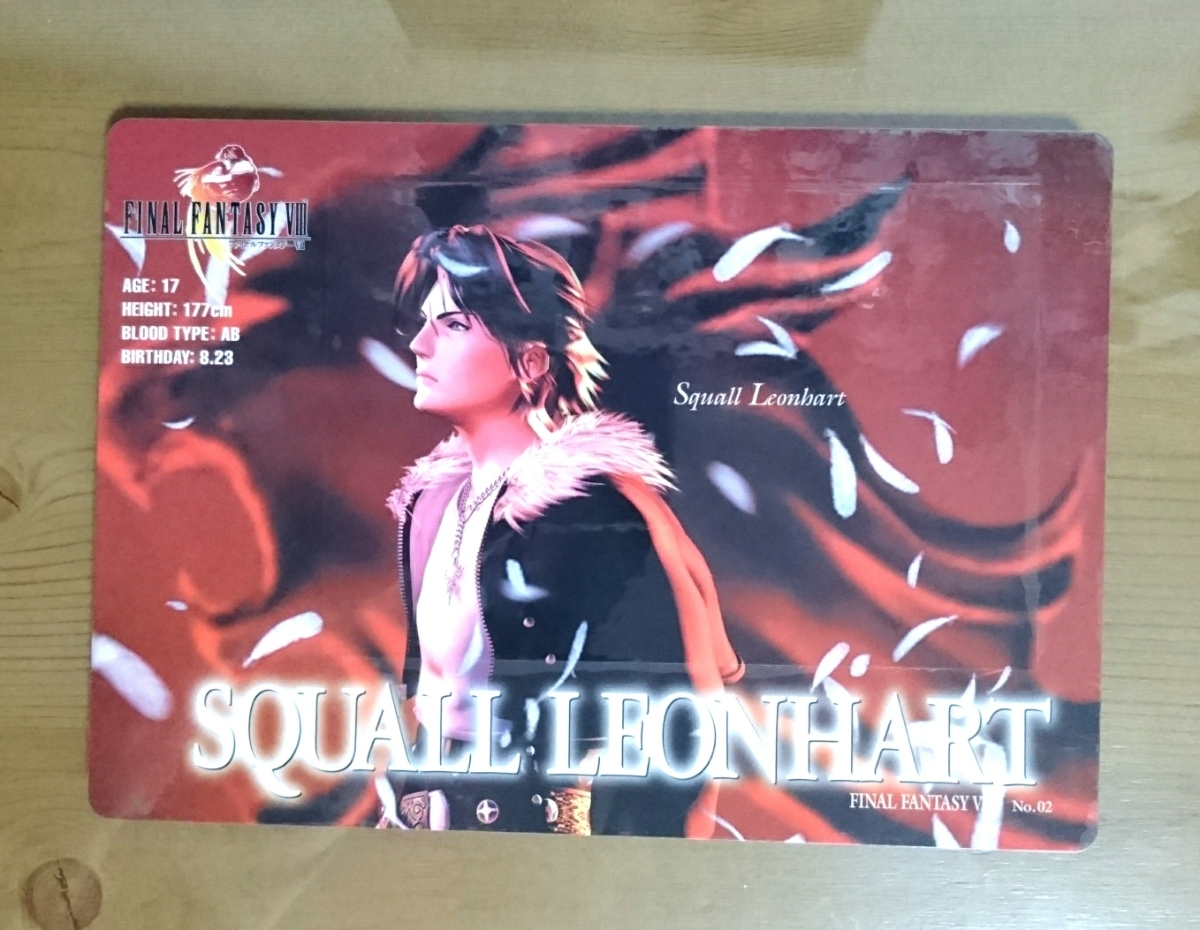 FINAL FANTASY VIII
ファイナルファンタジーVIII
AGE: 17
HEIGHT: 177cm
BLOOD TYPE: AB
BIRTHDAY: 8.23
Squall Leonhart
SQUALL LEONHART
FINAL FANTASY VIII No.02